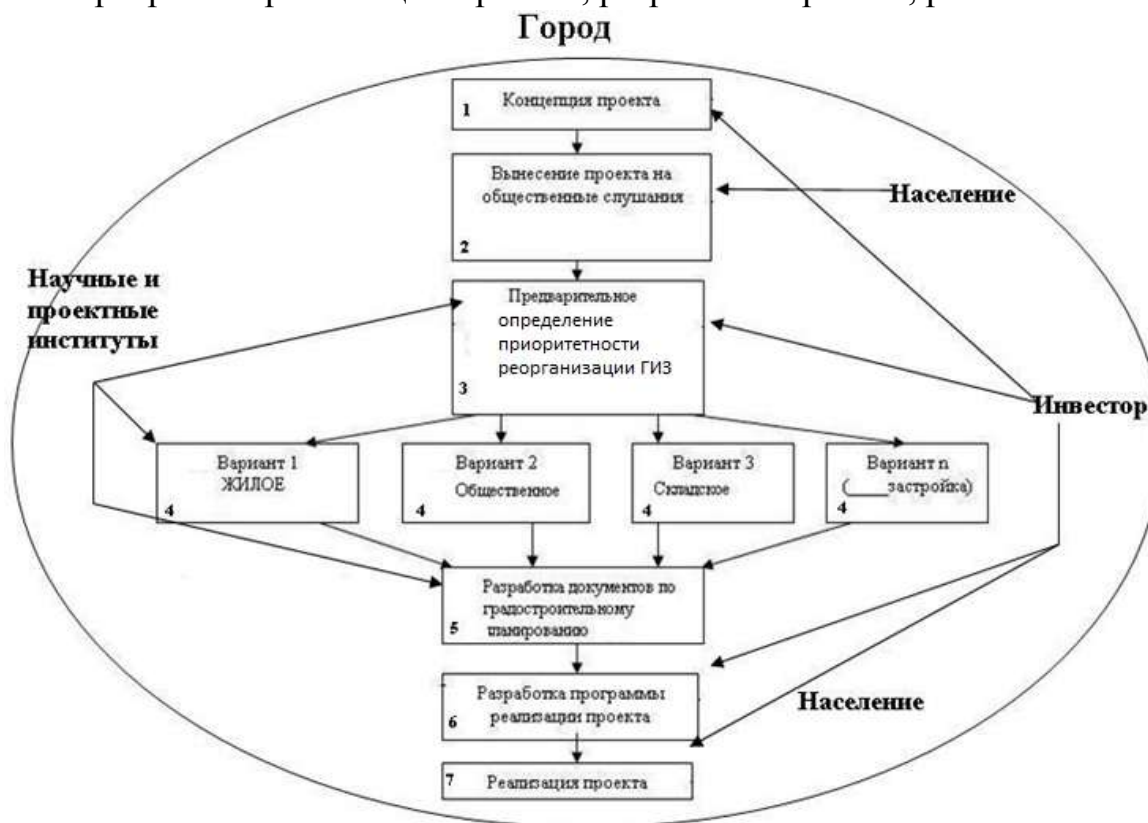 Город
1 Концепция проекта
Вынесение проекта на
общественные слушания
2
Население
Научные и
проектные
институты
Предварительное
определение
приоритетности
реорганизации ГИЗ
3
Инвестор
Вариант 1
ЖИЛОЕ
4
Вариант 2
Общественное
4
Вариант 3
Складское
4
Вариант n
(____застройка)
4
Разработка документов по
градостроительному
планированию
5
Разработка программы
реализации проекта
6
Население
7 Реализация проекта